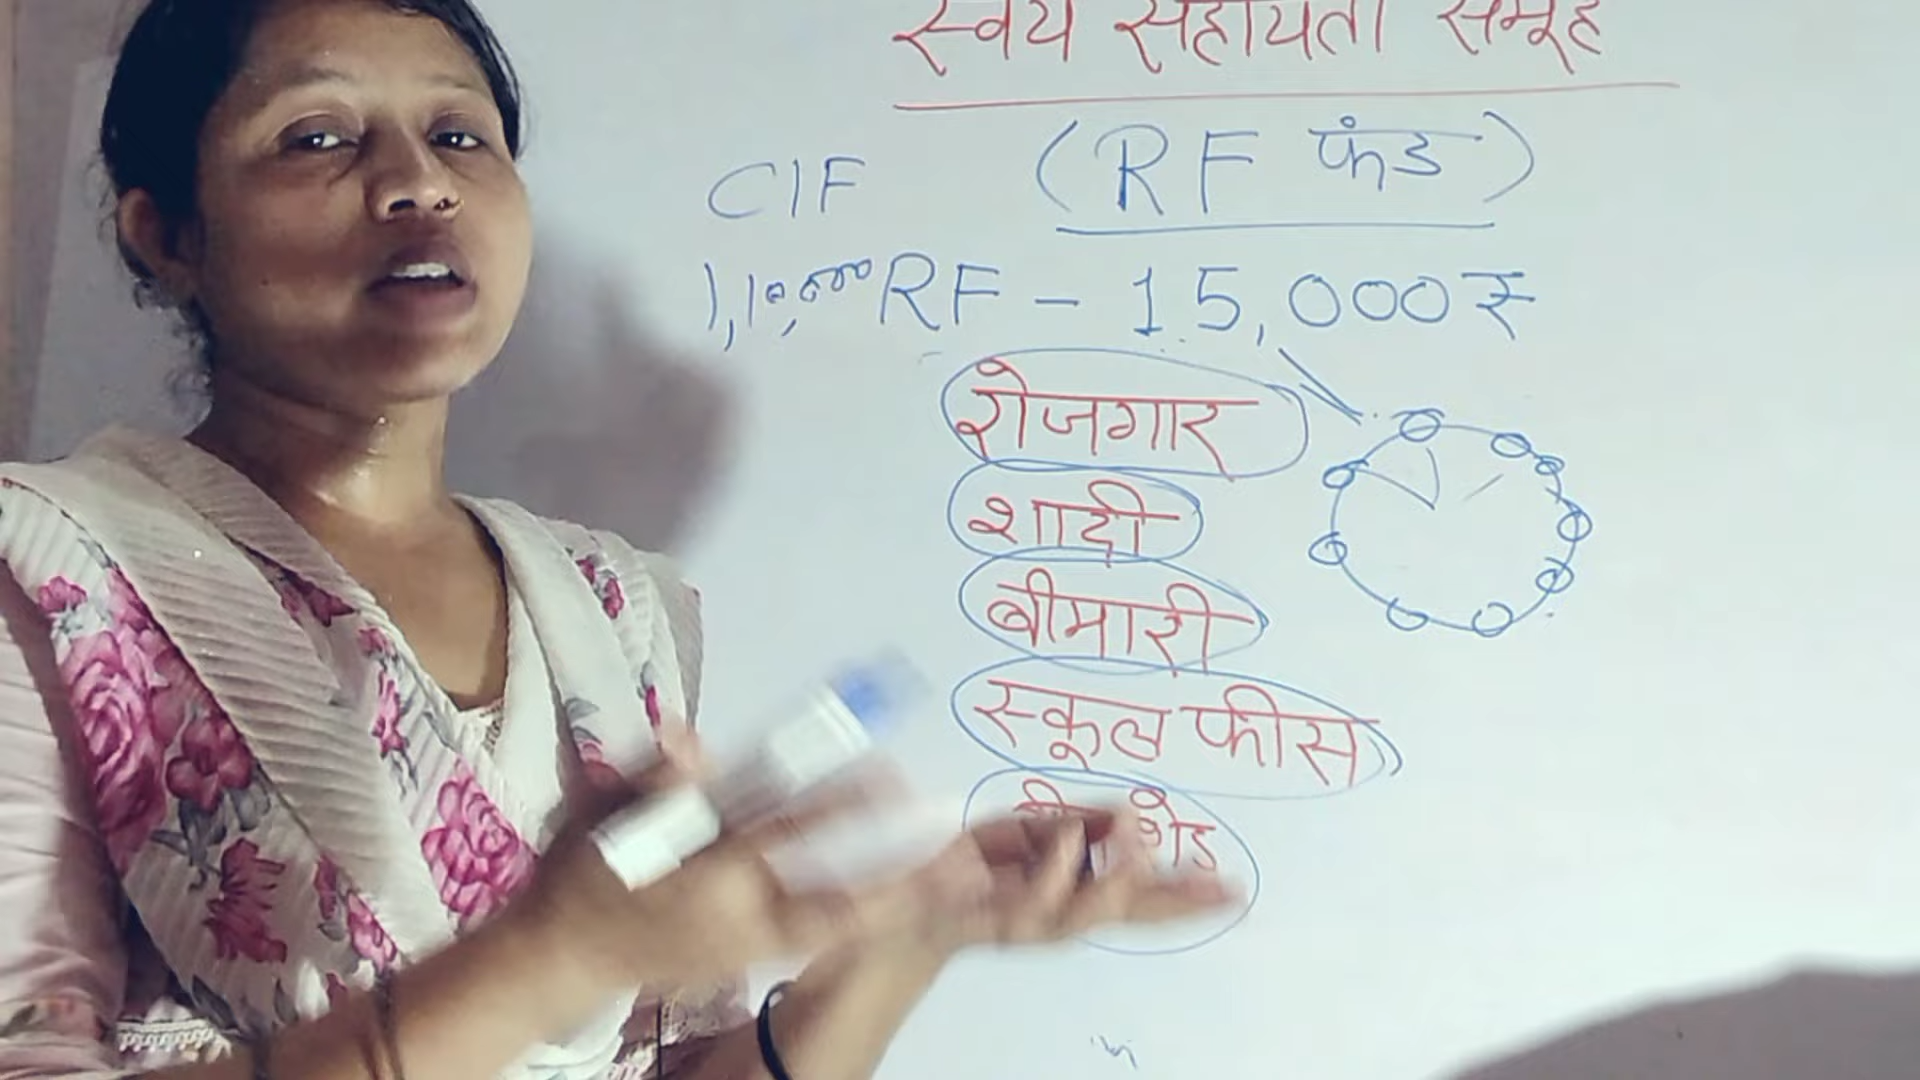 स्वयं सहायता समूह
(RF फंड)
CIF
1,10,000 RF - 15,000 ₹
रोजगार
शादी
बीमारी
स्कूल फीस
शेड